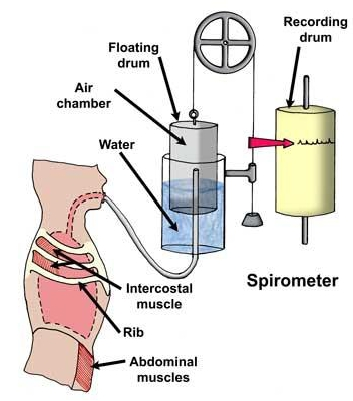 Recording
drum
Floating
drum
Air
chamber
Water
Spirometer
Intercostal
muscle
Rib
Abdominal
muscles